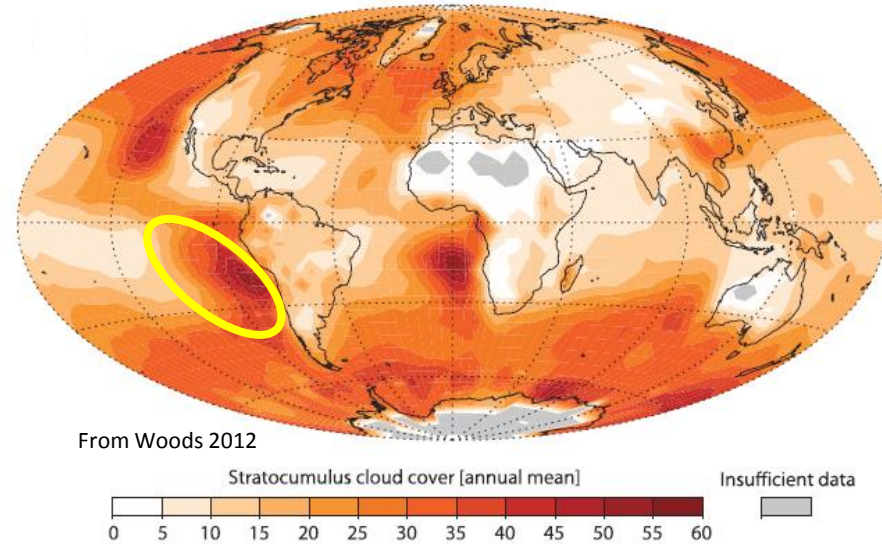 From Woods 2012
Stratocumulus cloud cover [annual mean]
Insufficient data
0 5 10 15 20 25 30 35 40 45 50 55 60